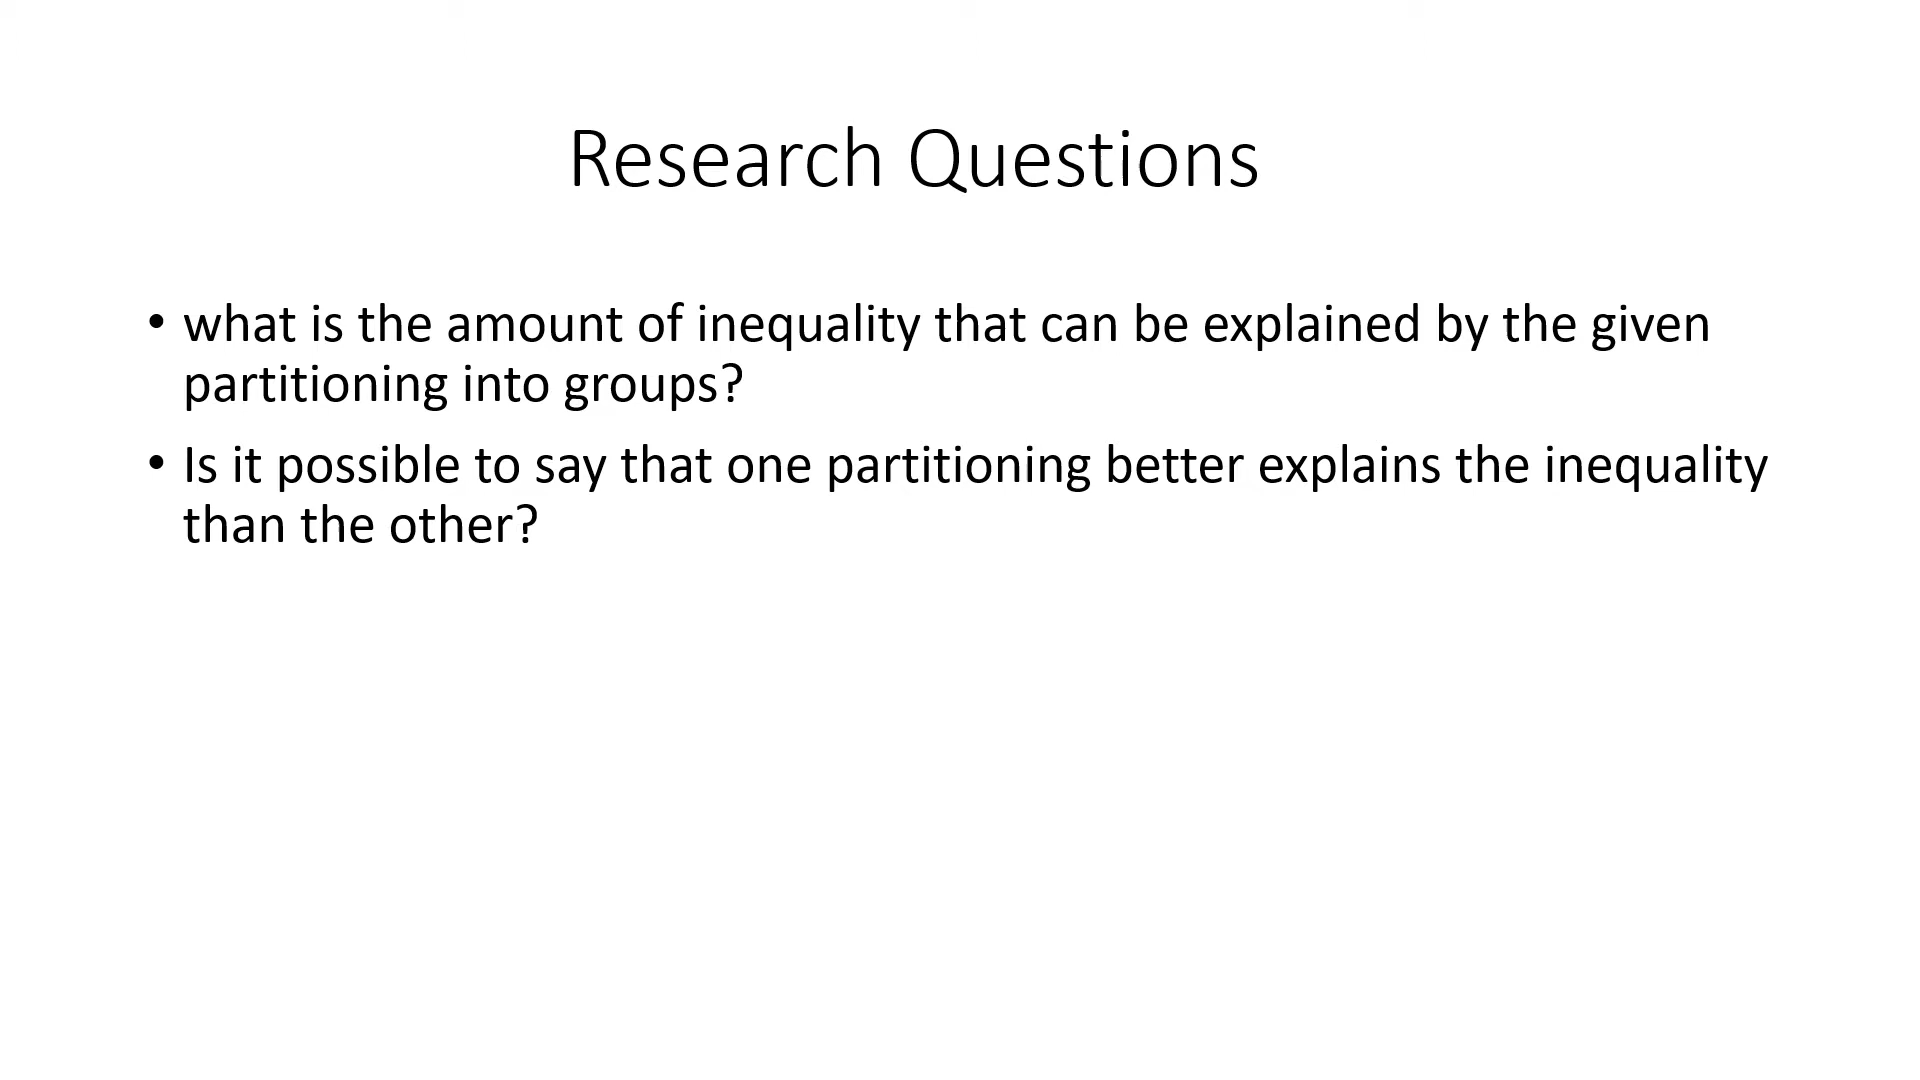 Research Questions
• what is the amount of inequality that can be explained by the given
partitioning into groups?
• Is it possible to say that one partitioning better explains the inequality
than the other?